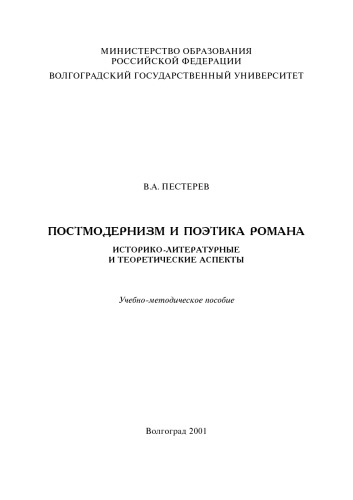 МИНИСТЕРСТВО ОБРАЗОВАНИЯ
РОССИЙСКОЙ ФЕДЕРАЦИИ
ВОЛГОГРАДСКИЙ ГОСУДАРСТВЕННЫЙ УНИВЕРСИТЕТ
В.А. ПЕСТЕРЕВ
ПОСТМОДЕРНИЗМ И ПОЭТИКА РОМАНА
ИСТОРИКО-ЛИТЕРАТУРНЫЕ
И ТЕОРЕТИЧЕСКИЕ АСПЕКТЫ
Учебно-методическое пособие
Волгоград 2001